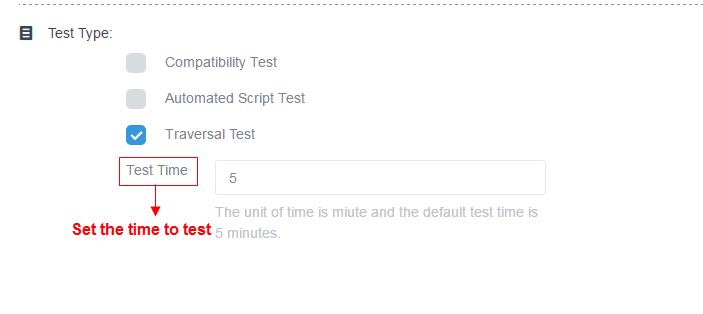 Test Type:
Compatibility Test
Automated Script Test
Traversal Test
Test Time
5
The unit of time is miute and the default test time is
Set the time to test
5 minutes.